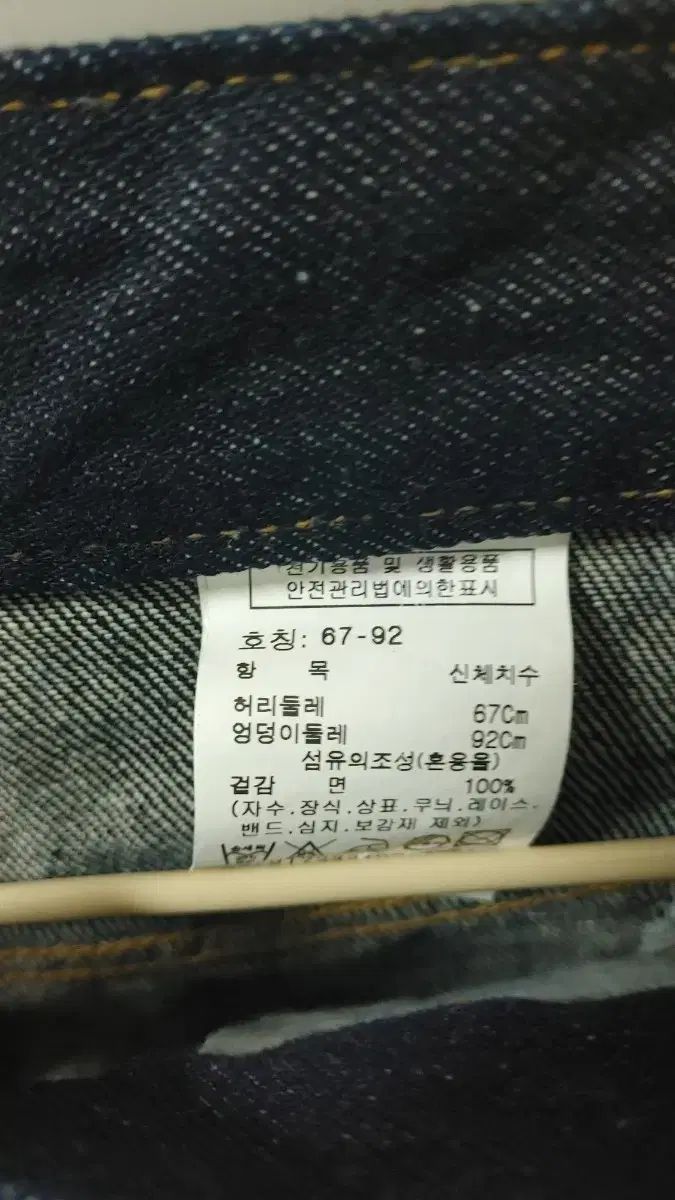 전기용품 및 생활용품
안전관리법에의한표시
호칭: 67-92
항 목 신체치수
허리둘레 67Cm
엉덩이둘레 92Cm
섬유의조성(혼용율)
겉감 면 100%
(자수.장식.상표.무늬.레이스.
밴드.심지.보강재 제외)